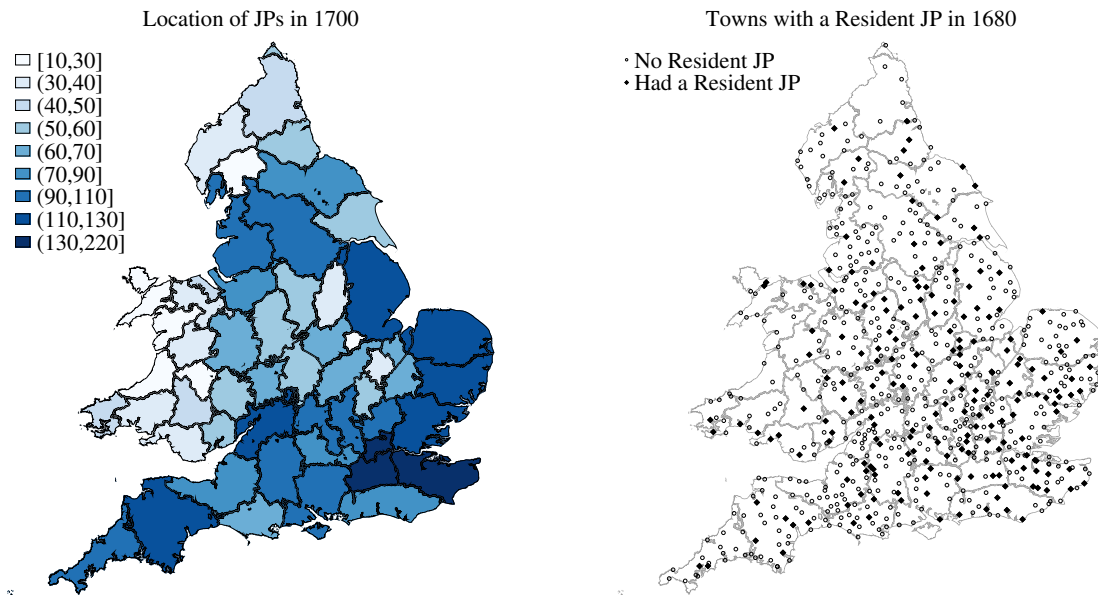 Location of JPs in 1700
[10,30]
(30,40]
(40,50]
(50,60]
(60,70]
(70,90]
(90,110]
(110,130]
(130,220]
Towns with a Resident JP in 1680
No Resident JP
Had a Resident JP